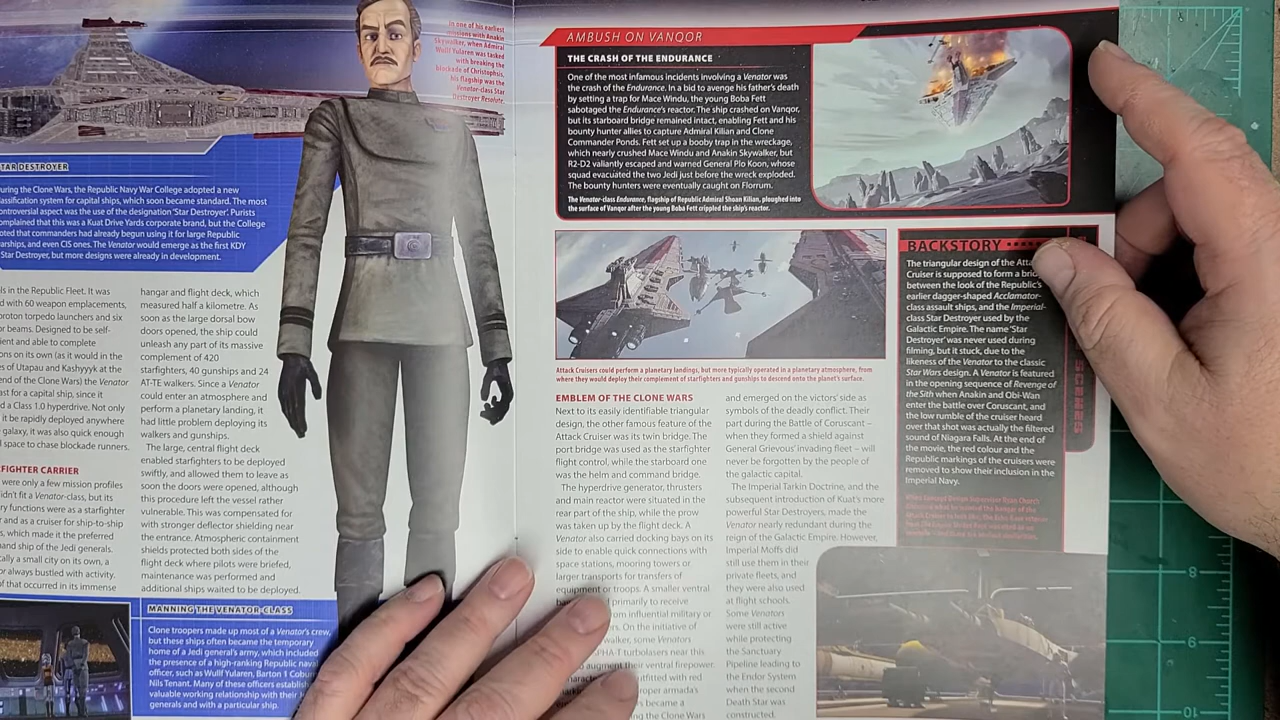 In one of his earliest
missions with Anakin
Skywalker, when Admiral
Wullf Yularen was tasked
with breaking the
blockade of Christophsis,
his flagship was the
Venator-class Star
Destroyer Resolute.
TAR DESTROYER
uring the Clone Wars, the Republic Navy War College adopted a new
lassification system for capital ships, which soon became standard. The most
ontroversial aspect was the use of the designation 'Star Destroyer'. Purists
omplained that this was a Kuat Drive Yards corporate brand, but the College
oted that commanders had already begun using it for large Republic
arships, and even CIS ones. The Venator would emerge as the first KDY
Star Destroyer, but more designs were already in development.
ls in the Republic Fleet. It was
d with 60 weapon emplacements,
proton torpedo launchers and six
or beams. Designed to be self-
ient and able to complete
ons on its own (as it would in the
es of Utapau and Kashyyyk at the
end of the Clone Wars) the Venator
ast for a capital ship, since it
d a Class 1.0 hyperdrive. Not only
it be rapidly deployed anywhere
galaxy, it was also quick enough
l space to chase blockade runners.
FIGHTER CARRIER
were only a few mission profiles
idn't fit a Venator-class, but its
ry functions were as a starfighter
r and as a cruiser for ship-to-ship
, which made it the preferred
and ship of the Jedi generals.
cally a small city on its own, a
or always bustled with activity.
f that occurred in its immense
hangar and flight deck, which
measured half a kilometre. As
soon as the large dorsal bow
doors opened, the ship could
unleash any part of its massive
complement of 420
starfighters, 40 gunships and 24
AT-TE walkers. Since a Venator
could enter an atmosphere and
perform a planetary landing, it
had little problem deploying its
walkers and gunships.
The large, central flight deck
enabled starfighters to be deployed
swiftly, and allowed them to leave as
soon the doors were opened, although
this procedure left the vessel rather
vulnerable. This was compensated for
with stronger deflector shielding near
the entrance. Atmospheric containment
shields protected both sides of the
flight deck where pilots were briefed,
maintenance was performed and
additional ships waited to be deployed.
MANNING THE VENATOR-CLASS
Clone troopers made up most of a Venator's crew,
but these ships often became the temporary
home of a Jedi general's army, which included
the presence of a high-ranking Republic naval
officer, such as Wullf Yularen, Barton 1 Cobur
Nils Tenant. Many of these officers establish
valuable working relationship with their J
generals and with a particular ship.
AMBUSH ON VANQOR
THE CRASH OF THE ENDURANCE
One of the most infamous incidents involving a Venator was
the crash of the Endurance. In a bid to avenge his father's death
by setting a trap for Mace Windu, the young Boba Fett
sabotaged the Endurance's reactor. The ship crashed on Vanqor,
but its starboard bridge remained intact, enabling Fett and his
bounty hunter allies to capture Admiral Kilian and Clone
Commander Ponds. Fett set up a booby trap in the wreckage,
which nearly crushed Mace Windu and Anakin Skywalker, but
R2-D2 valiantly escaped and warned General Plo Koon, whose
squad evacuated the two Jedi just before the wreck exploded.
The bounty hunters were eventually caught on Florrum.
The Venator-class Endurance, flagship of Republic Admiral Shoan Kilian, ploughed into
the surface of Vanqor after the young Boba Fett crippled the ship's reactor.
Attack Cruisers could perform a planetary landings, but more typically operated in a planetary atmosphere, from
where they would deploy their complement of starfighters and gunships to descend onto the planet's surface.
EMBLEM OF THE CLONE WARS
Next to its easily identifiable triangular
design, the other famous feature of the
Attack Cruiser was its twin bridge. The
port bridge was used as the starfighter
flight control, while the starboard one
was the helm and command bridge.
The hyperdrive generator, thrusters
and main reactor were situated in the
rear part of the ship, while the prow
was taken up by the flight deck. A
Venator also carried docking bays on its
side to enable quick connections with
space stations, mooring towers or
larger transports for transfers of
equipment or troops. A smaller ventral
primarily to receive
from influential military or
rs. On the initiative of
walker, some Venators
PHA-T turbolasers near this
o augment their ventral firepower.
outfitted with red
roper armada's
s became a
ng the Clone Wars
and emerged on the victors' side as
symbols of the deadly conflict. Their
part during the Battle of Coruscant –
when they formed a shield against
General Grievous' invading fleet – will
never be forgotten by the people of
the galactic capital.
The Imperial Tarkin Doctrine, and the
subsequent introduction of Kuat's more
powerful Star Destroyers, made the
Venator nearly redundant during the
reign of the Galactic Empire. However,
Imperial Moffs did
still use them in their
private fleets, and
they were also used
at flight schools.
Some Venators
were still active
while protecting
the Sanctuary
Pipeline leading to
the Endor System
when the second
Death Star was
constructed.
BACKSTORY
The triangular design of the Atta
Cruiser is supposed to form a brid
between the look of the Republic's
earlier dagger-shaped Acclamator-
class assault ships, and the Imperial-
class Star Destroyer used by the
Galactic Empire. The name 'Star
Destroyer' was never used during
filming, but it stuck, due to the
likeness of the Venator to the classic
Star Wars design. A Venator is featured
in the opening sequence of Revenge of
the Sith when Anakin and Obi-Wan
enter the battle over Coruscant, and
the low rumble of the cruiser heard
over that shot was actually the filtered
sound of Niagara Falls. At the end of
the movie, the red colour and the
Republic markings of the cruisers were
removed to show their inclusion in the
Imperial Navy.
SCENES
8
9
10